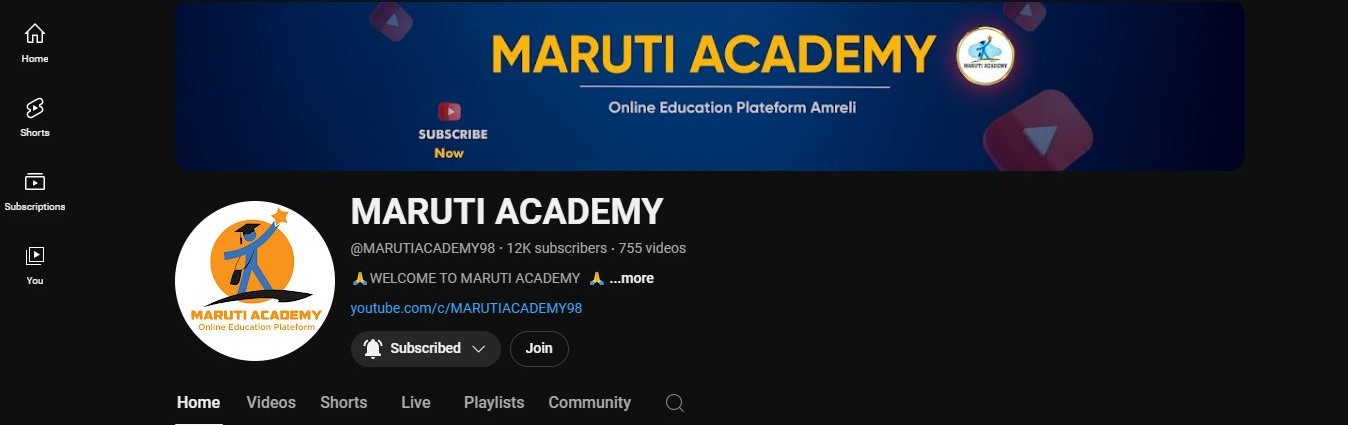 Home
Shorts
Subscriptions
You
MARUTI ACADEMY
MARUTI ACADEMY
Online Education Plateform Amreli
SUBSCRIBE
Now
MARUTI ACADEMY
Online Education Plateform
MARUTI ACADEMY
@MARUTIACADEMY98 · 12K subscribers · 755 videos
🙏WELCOME TO MARUTI ACADEMY 🙏 ...more
youtube.com/c/MARUTIACADEMY98
Subscribed
Join
Home Videos Shorts Live Playlists Community